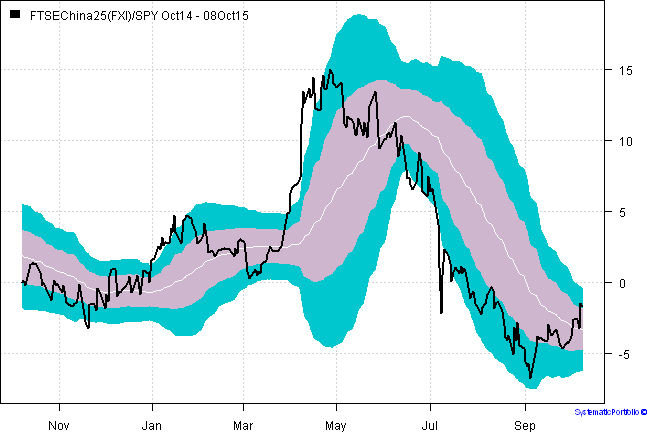 FTSEChina25(FXI)/SPY Oct14 - 08Oct15
15
10
5
0
-5
Nov Jan Mar May Jul Sep
SystematicPortfolio ©